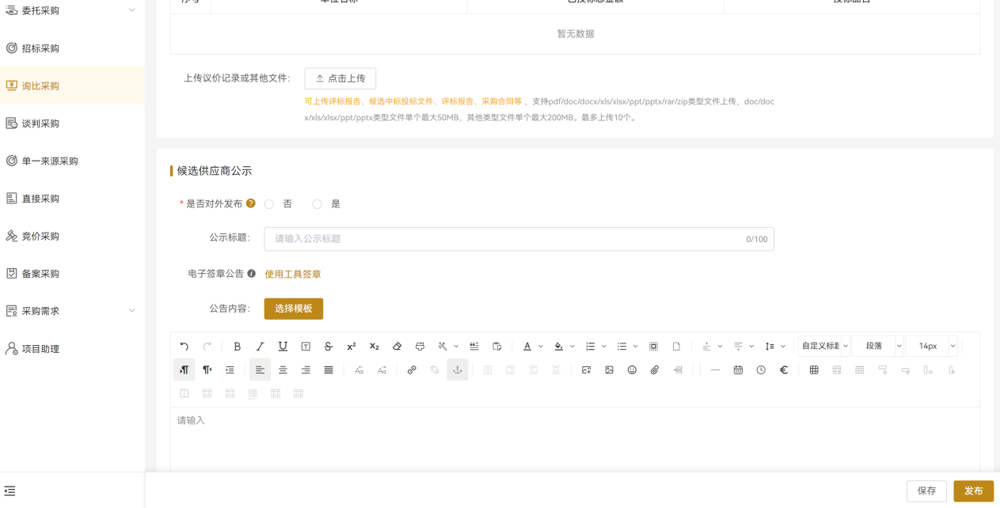 委托采购
招标采购
询比采购
谈判采购
单一来源采购
直接采购
竞价采购
备案采购
采购需求
项目助理
暂无数据
上传议价记录或其他文件:
点击上传
可上传评标报告、候选中标投标文件、评标报告、采购合同等 ，支持pdf/doc/docx/xls/xlsx/ppt/pptx/rar/zip类型文件上传，doc/doc
x/xls/xlsx/ppt/pptx类型文件单个最大50MB，其他类型文件单个最大200MB。最多上传10个。
候选供应商公示
* 是否对外发布 ? 否 是
公示标题: 请输入公示标题 0/100
电子签章公告 使用工具签章
公告内容: 选择模板
自定义标题 段落 14px
请输入
保存 发布